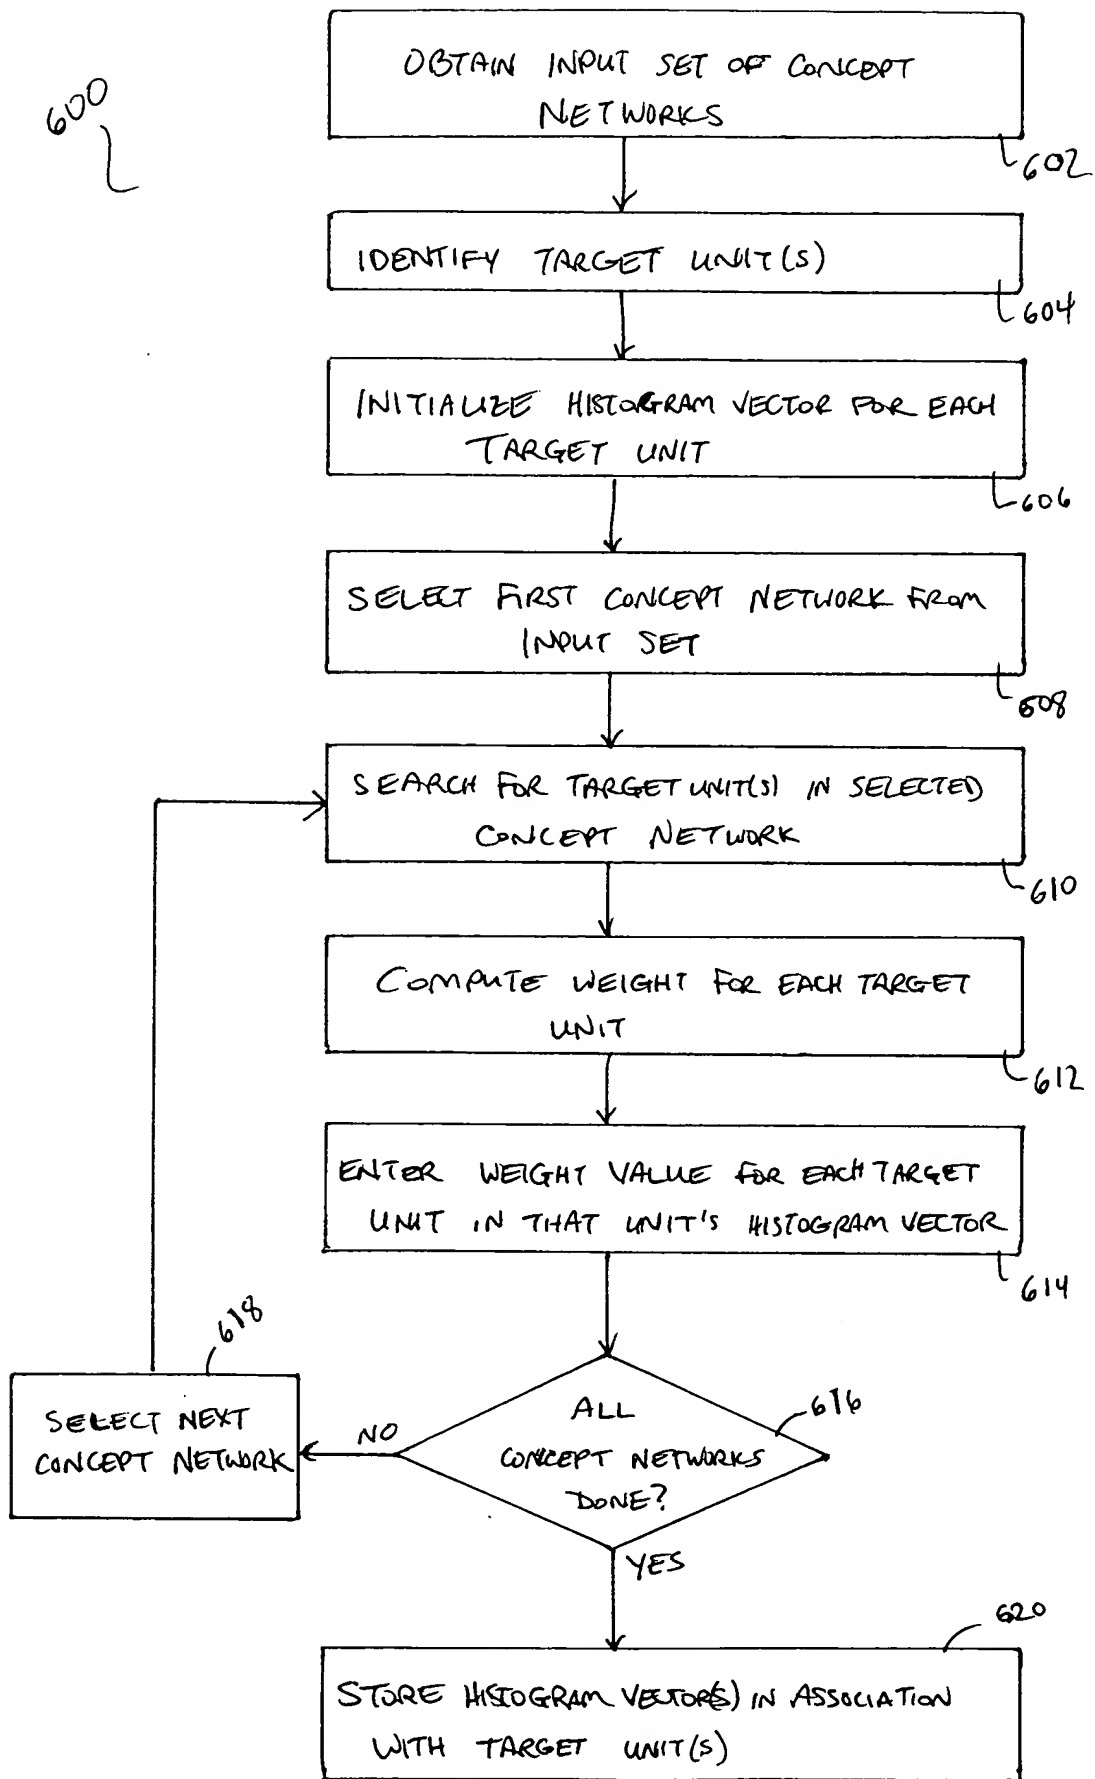 600
OBTAIN INPUT SET OF CONCEPT
NETWORKS
602
IDENTIFY TARGET UNIT(S)
604
INITIALIZE HISTOGRAM VECTOR FOR EACH
TARGET UNIT
606
SELECT FIRST CONCEPT NETWORK FROM
INPUT SET
608
SEARCH FOR TARGET UNIT(S) IN SELECTED
CONCEPT NETWORK
610
COMPUTE WEIGHT FOR EACH TARGET
UNIT
612
ENTER WEIGHT VALUE FOR EACH TARGET
UNIT IN THAT UNIT'S HISTOGRAM VECTOR
614
618
SELECT NEXT
CONCEPT NETWORK
NO
ALL
CONCEPT NETWORKS
DONE?
616
YES
620
STORE HISTOGRAM VECTOR(S) IN ASSOCIATION
WITH TARGET UNIT(S)